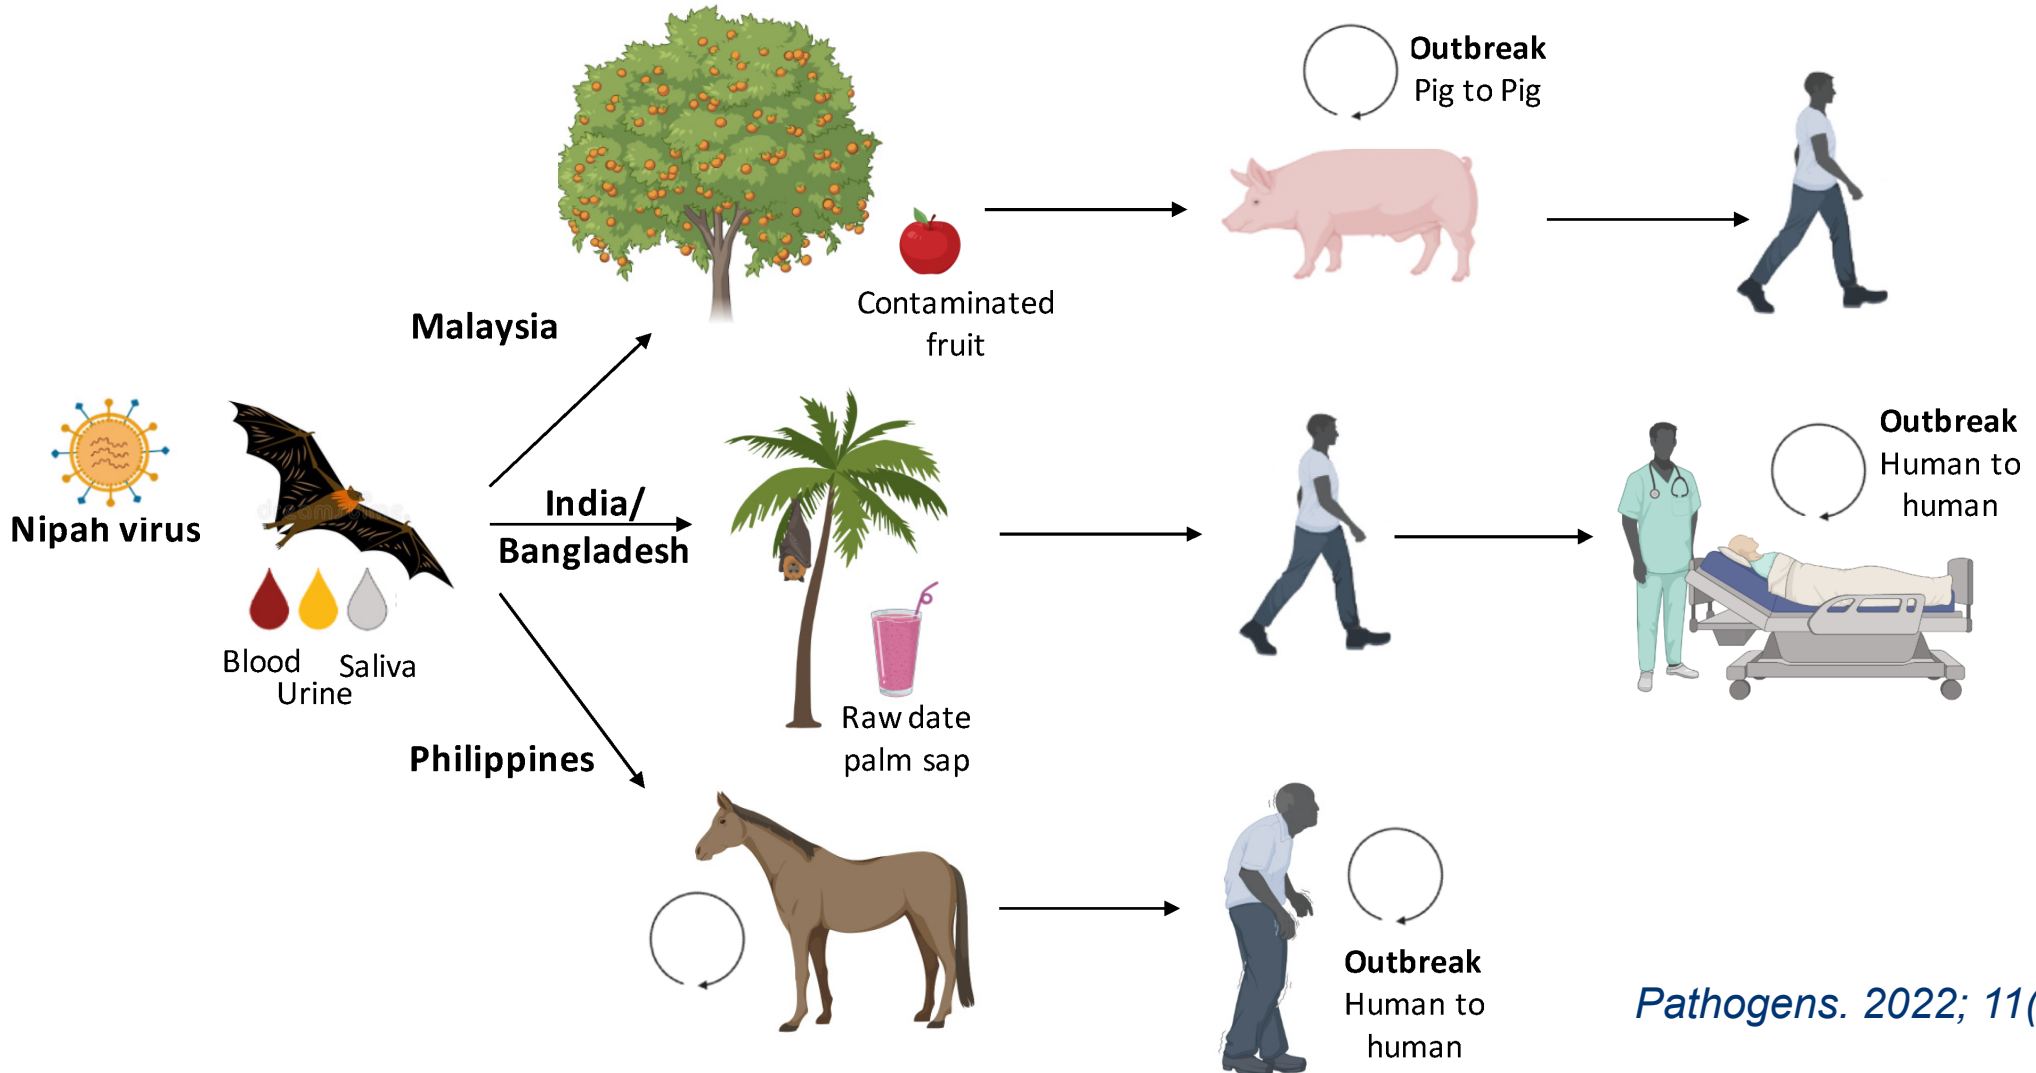 Outbreak
Pig to Pig
Contaminated
fruit
Malaysia
Nipah virus
India/
Bangladesh
Outbreak
Human to
human
Blood
Saliva
Urine
Raw date
palm sap
Philippines
Outbreak
Human to
human
Pathogens. 2022; 11(